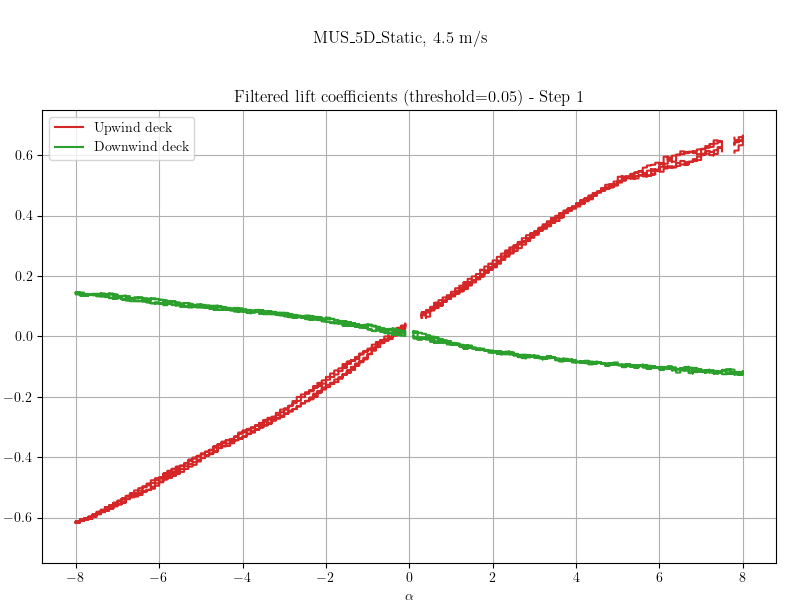 MUS_5D_Static, 4.5 m/s
Filtered lift coefficients (threshold=0.05) - Step 1
Upwind deck
Downwind deck
0.6
0.4
0.2
0.0
−0.2
−0.4
−0.6
−8 −6 −4 −2 0 2 4 6 8
α